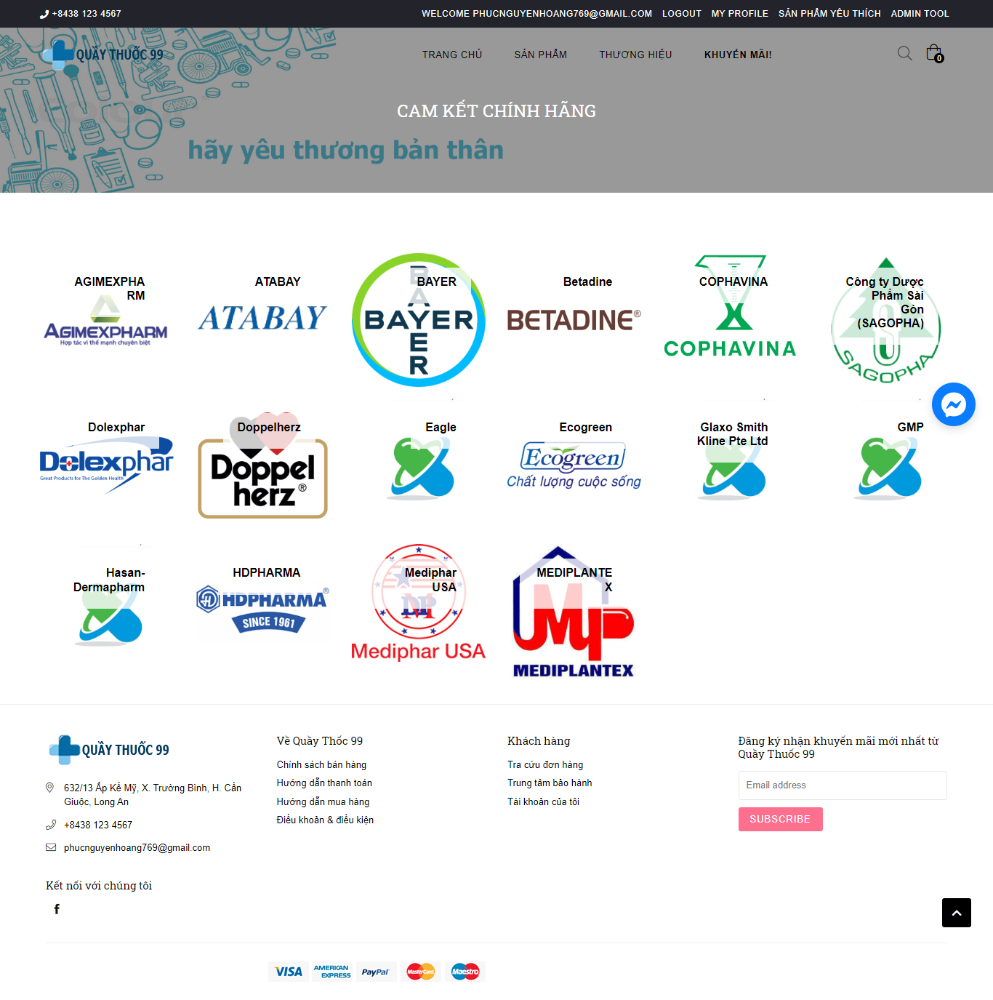 +8438 123 4567
WELCOME PHUCNGUYENHOANG769@GMAIL.COM LOGOUT MY PROFILE SẢN PHẨM YÊU THÍCH ADMIN TOOL
QUẦY THUỐC 99
TRANG CHỦ SẢN PHẨM THƯƠNG HIỆU KHUYẾN MÃI!
0
CAM KẾT CHÍNH HÃNG
hãy yêu thương bản thân
AGIMEXPHA
RM
AGIMEXPHARM
Hợp tác vì thế mạnh chuyên biệt
ATABAY
ATABAY
BAYER
BAYER
BAYER
Betadine
BETADINE®
COPHAVINA
COPHAVINA
Công ty Dược
Phẩm Sài
Gòn
(SAGOPHA)
S
SAGOPHA
Dolexphar
Dolexphar
Great Products for The Golden Health
Doppelherz
Doppel
herz®
Eagle
Ecogreen
Ecogreen
Chất lượng cuộc sống
Glaxo Smith
Kline Pte Ltd
GMP
Hasan-
Dermapharm
HDPHARMA
HD HDPHARMA®
SINCE 1961
Mediphar
USA
DP
M
Mediphar USA
MEDIPLANTE
X
MP
MEDIPLANTEX
QUẦY THUỐC 99
632/13 Ấp Kế Mỹ, X. Trường Bình, H. Cần
Giuộc, Long An
+8438 123 4567
phucnguyenhoang769@gmail.com
Kết nối với chúng tôi
f
Về Quầy Thốc 99
Chính sách bán hàng
Hướng dẫn thanh toán
Hướng dẫn mua hàng
Điều khoản & điều kiện
Khách hàng
Tra cứu đơn hàng
Trung tâm bảo hành
Tài khoản của tôi
Đăng ký nhận khuyến mãi mới nhất từ
Quầy Thuốc 99
Email address
SUBSCRIBE
VISA AMERICAN EXPRESS PayPal MasterCard Maestro